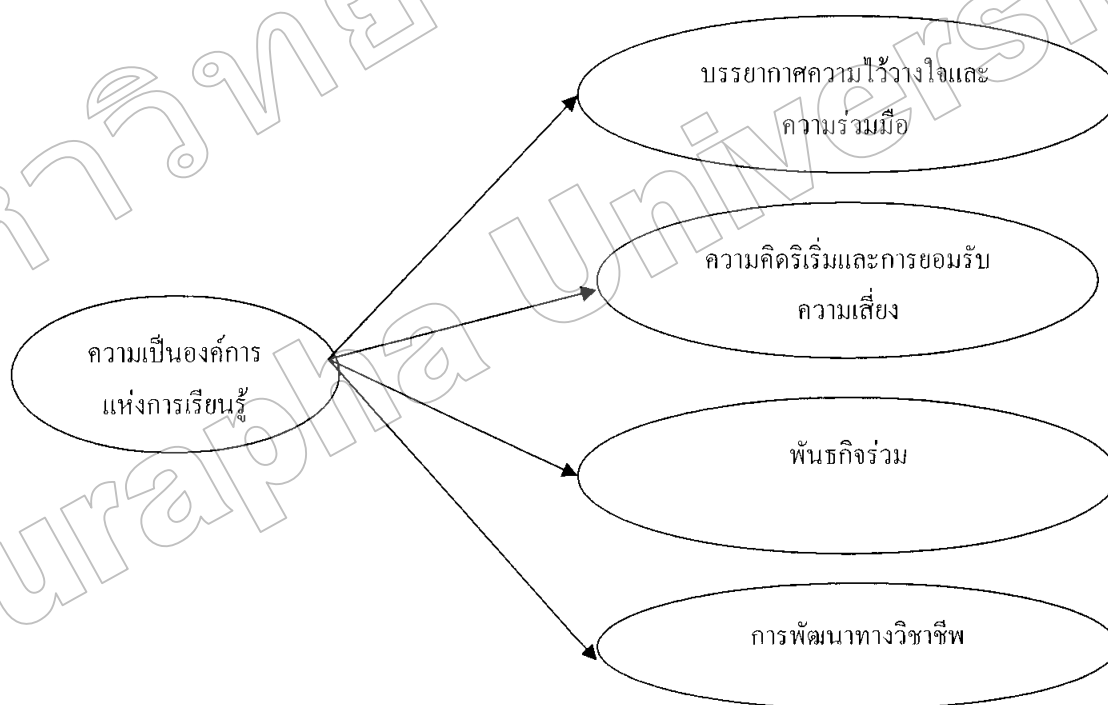 บรรยากาศความไว้วางใจและ
ความร่วมมือ
ความคิดริเริ่มและการยอมรับ
ความเสี่ยง
ความเป็นองค์การ
แห่งการเรียนรู้
พันธกิจร่วม
การพัฒนาทางวิชาชีพ